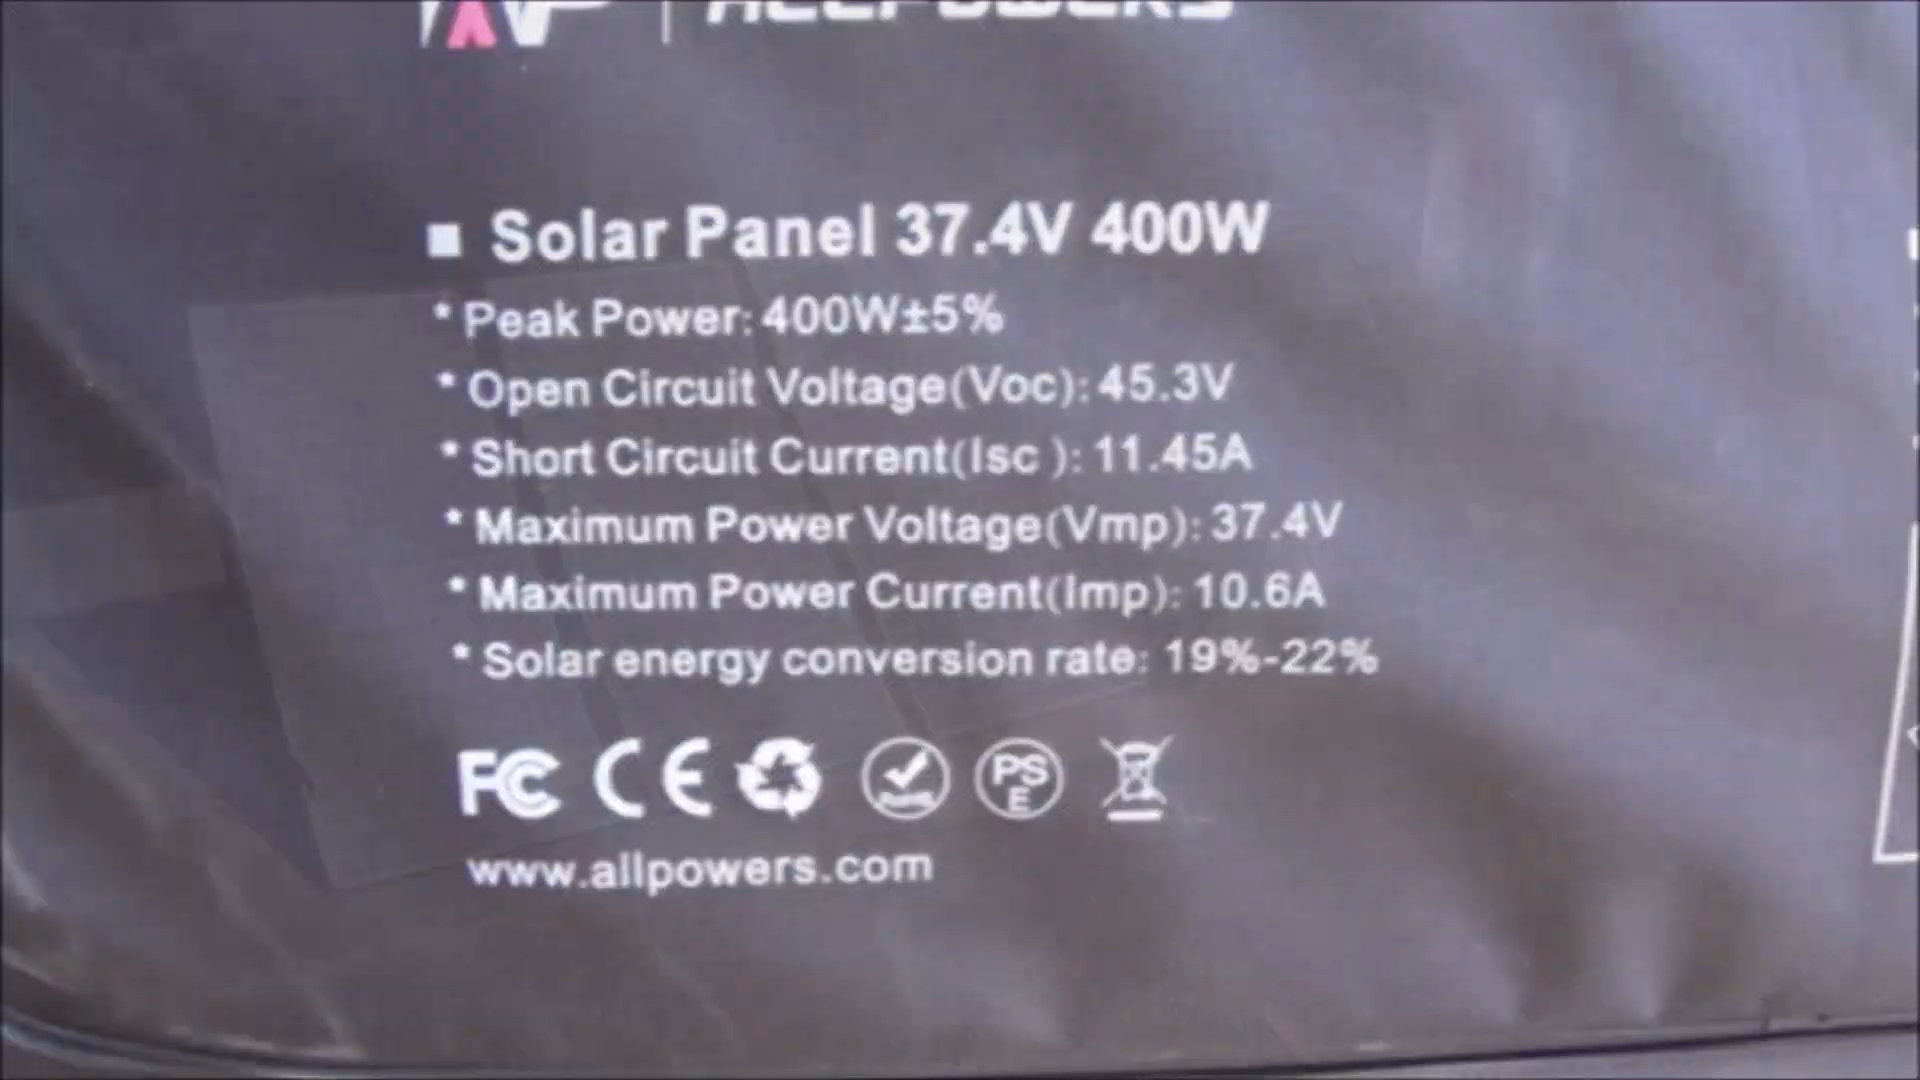 ALLPOWERS
■ Solar Panel 37.4V 400W
* Peak Power: 400W±5%
* Open Circuit Voltage(Voc): 45.3V
* Short Circuit Current(Isc ): 11.45A
* Maximum Power Voltage(Vmp): 37.4V
* Maximum Power Current(Imp): 10.6A
* Solar energy conversion rate: 19%-22%
FC CE PS E
www.allpowers.com